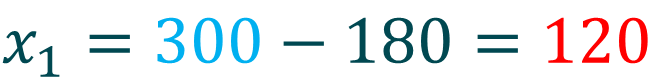 x₁ = 300 − 180 = 120